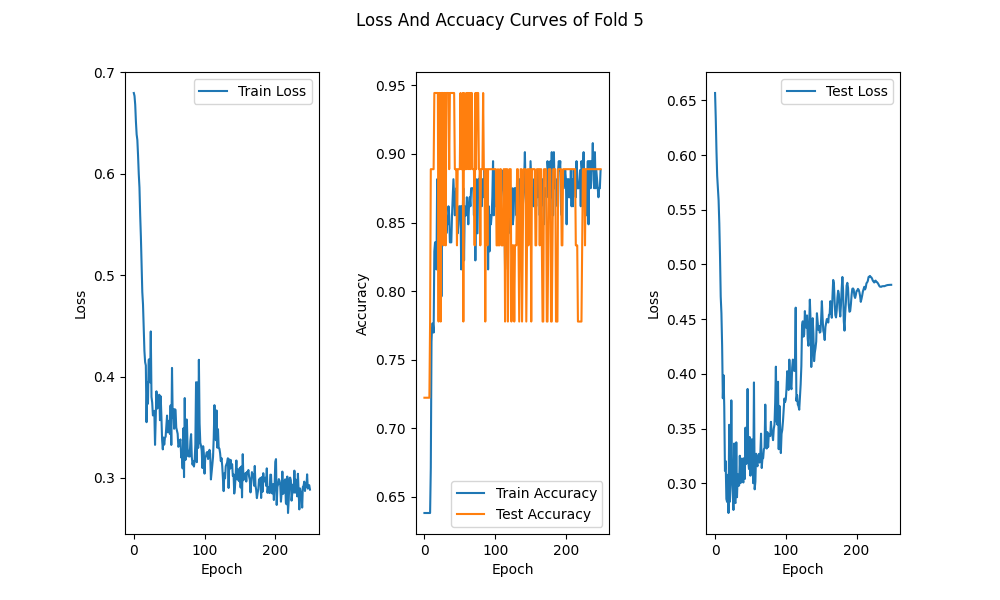 Loss And Accuacy Curves of Fold 5
0.7
0.6
0.5
0.4
0.3
Loss
0
100
200
Epoch
Train Loss
0.95
0.90
0.85
0.80
0.75
0.70
0.65
Accuracy
0
100
200
Epoch
Train Accuracy
Test Accuracy
0.65
0.60
0.55
0.50
0.45
0.40
0.35
0.30
Loss
0
100
200
Epoch
Test Loss